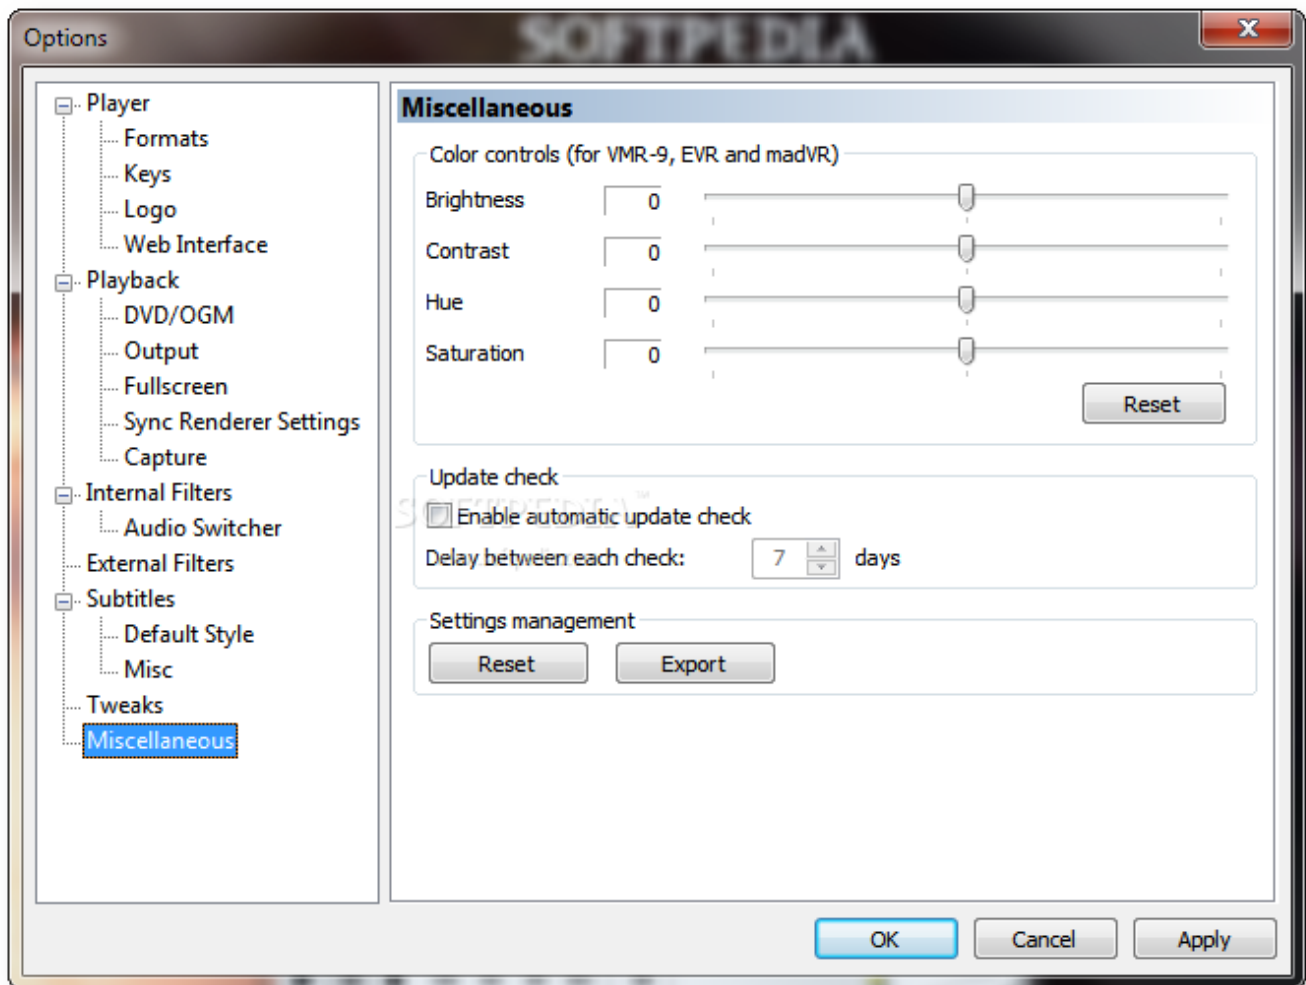 SOFTPEDIA
Options
Player
Formats
Keys
Logo
Web Interface
Playback
DVD/OGM
Output
Fullscreen
Sync Renderer Settings
Capture
Internal Filters
Audio Switcher
External Filters
Subtitles
Default Style
Misc
Tweaks
Miscellaneous
Miscellaneous
Color controls (for VMR-9, EVR and madVR)
Brightness 0
Contrast 0
Hue 0
Saturation 0
Reset
Update check
SOFTPEDIA™
Enable automatic update check
Delay between each check: 7 days
Settings management
Reset Export
OK Cancel Apply